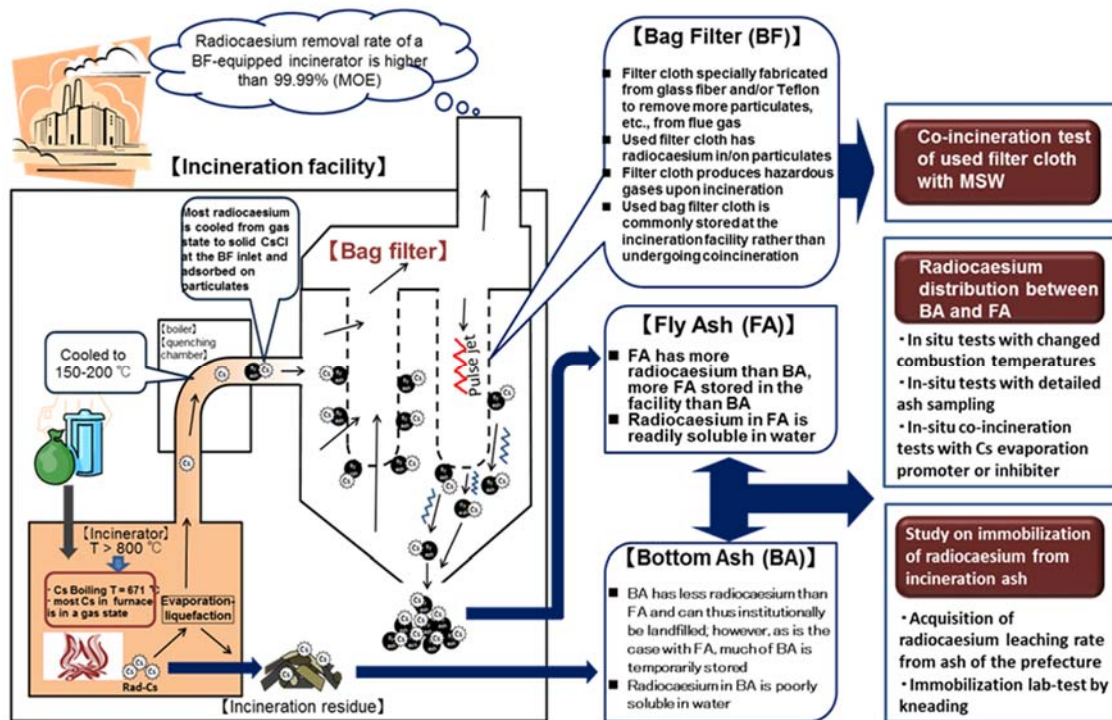 Radiocaesium removal rate of a
BF-equipped incinerator is higher
than 99.99% (MOE)
【Incineration facility】
Most radiocaesium
is cooled from gas
state to solid CsCl
at the BF inlet and
adsorbed on
particulates
【Bag filter】
【boiler】
【quenching
chamber】
Cooled to
150-200 ℃
Cs
Cs
Cs
Pulse jet
【Incinerator】
T > 800 ℃
・Cs Boiling T = 671 ℃
・most Cs in furnace
is in a gas state
Evaporation-
liquefaction
Rad-Cs
【Incineration residue】
【Bag Filter (BF)】
■ Filter cloth specially fabricated
from glass fiber and/or Teflon
to remove more particulates,
etc., from flue gas
■ Used filter cloth has
radiocaesium in/on particulates
■ Filter cloth produces hazardous
gases upon incineration
■ Used bag filter cloth is
commonly stored at the
incineration facility rather than
undergoing coincineration
【Fly Ash (FA)】
■ FA has more
radiocaesium than BA,
more FA stored in the
facility than BA
■ Radiocaesium in FA is
readily soluble in water
【Bottom Ash (BA)】
■ BA has less radiocaesium than
FA and can thus institutionally
be landfilled; however, as is the
case with FA, much of BA is
temporarily stored
■ Radiocaesium in BA is poorly
soluble in water
Co-incineration test
of used filter cloth
with MSW
Radiocaesium
distribution between
BA and FA
・In situ tests with changed
combustion temperatures
・In-situ tests with detailed
ash sampling
・In-situ co-incineration
tests with Cs evaporation
promoter or inhibiter
Study on immobilization
of radiocaesium from
incineration ash
・Acquisition of
radiocaesium leaching rate
from ash of the prefecture
・Immobilization lab-test by
kneading